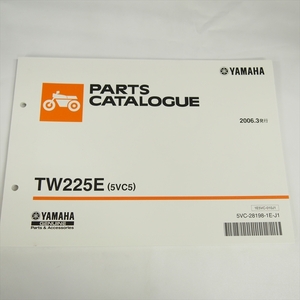 YAMAHA
PARTS
CATALOGUE
2006.3発行
TW225E (5VC5)
YAMAHA
GENUINE
Parts & Accessories
5VC-28198-1E-J1